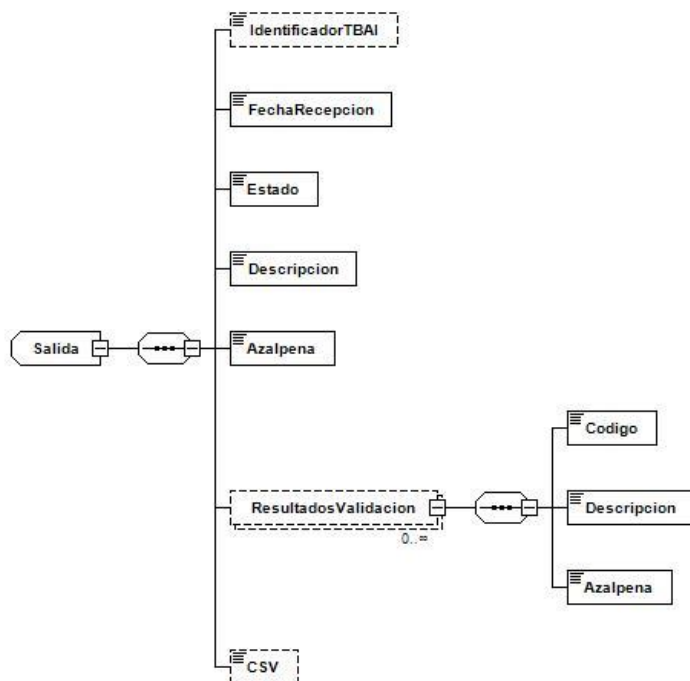 IdentificadorTBAI
FechaRecepcion
Estado
Descripcion
Salida
Azalpena
Codigo
ResultadosValidacion
Descripcion
0..∞
Azalpena
CSV